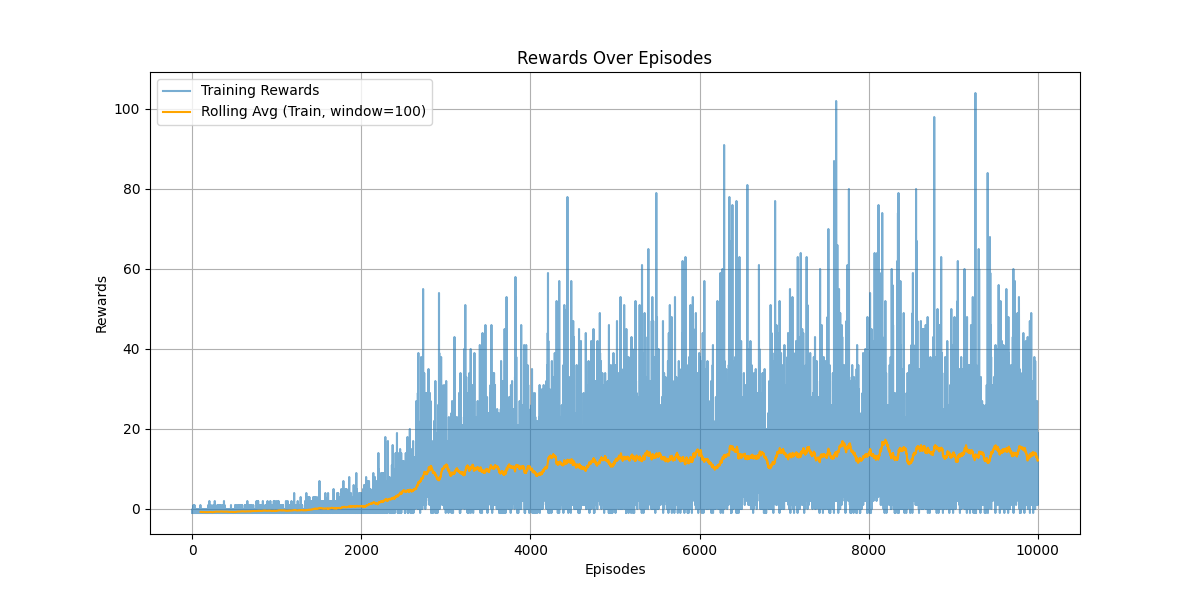 Rewards Over Episodes
Training Rewards
Rolling Avg (Train, window=100)
100
80
60
40
20
0
Rewards
0 2000 4000 6000 8000 10000
Episodes